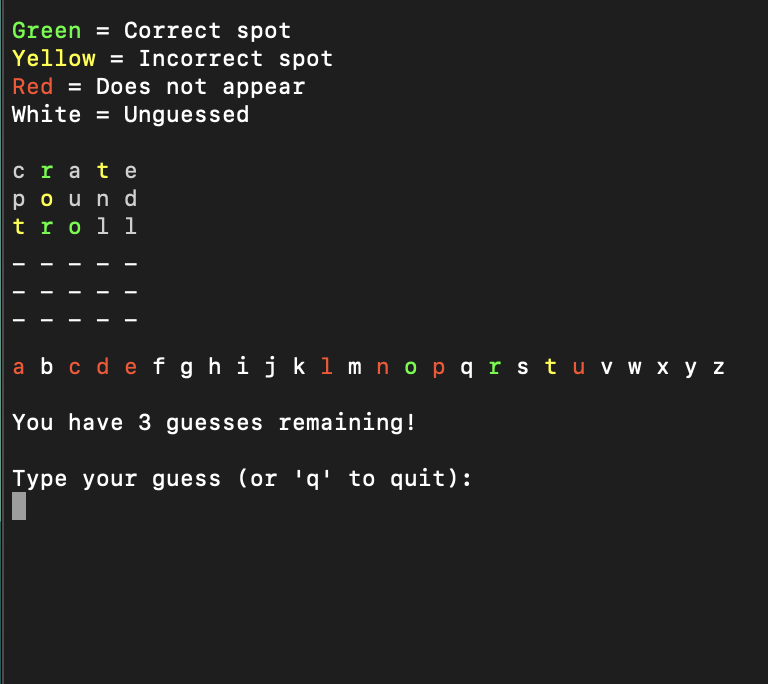 Green = Correct spot
Yellow = Incorrect spot
Red = Does not appear
White = Unguessed
c r a t e
p o u n d
t r o l l
_ _ _ _ _
_ _ _ _ _
_ _ _ _ _
a b c d e f g h i j k l m n o p q r s t u v w x y z
You have 3 guesses remaining!
Type your guess (or 'q' to quit):